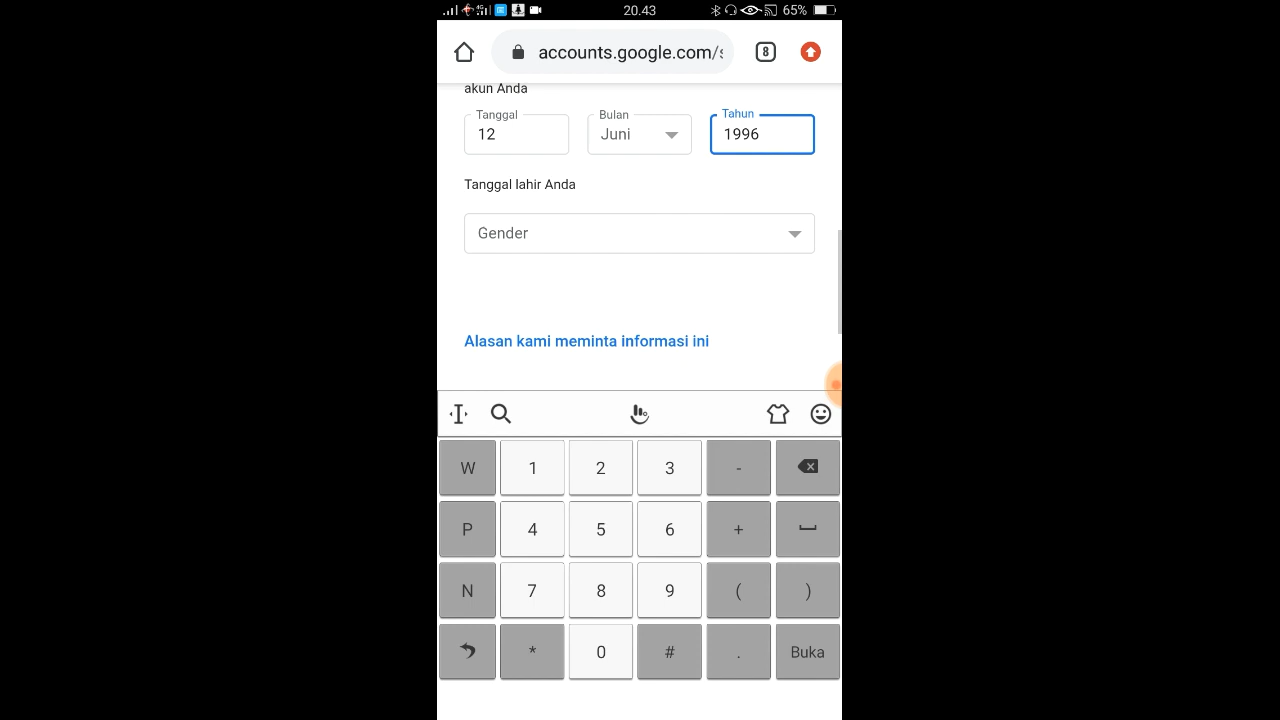 20.43 65%
accounts.google.com/s 8
akun Anda
Tanggal Bulan Tahun
12 Juni 1996
Tanggal lahir Anda
Gender
Alasan kami meminta informasi ini
W 1 2 3 -
P 4 5 6 +
N 7 8 9 ( )
* 0 # . Buka